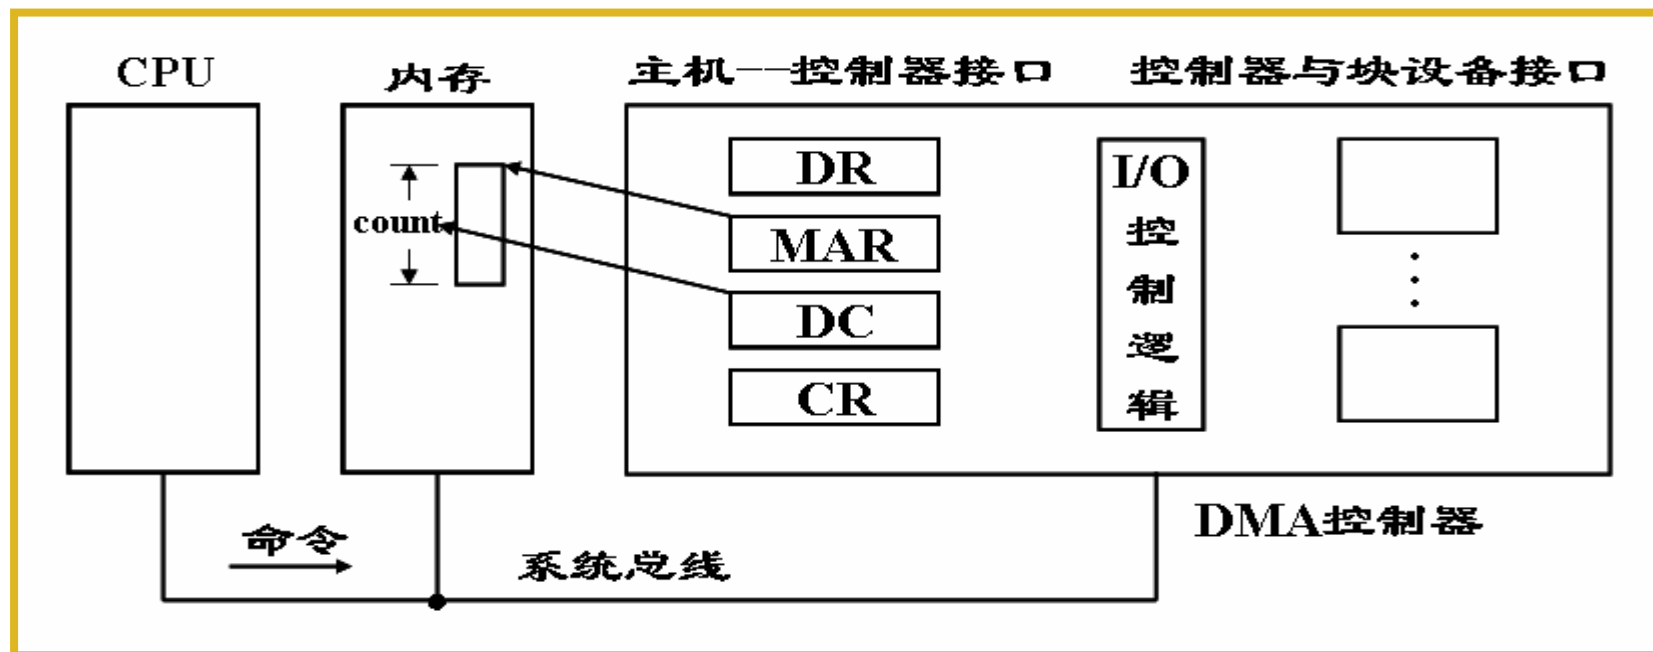 CPU
内存
主机--控制器接口
控制器与块设备接口
count
DR
MAR
DC
CR
I/O
控
制
逻
辑
DMA控制器
命令
系统总线